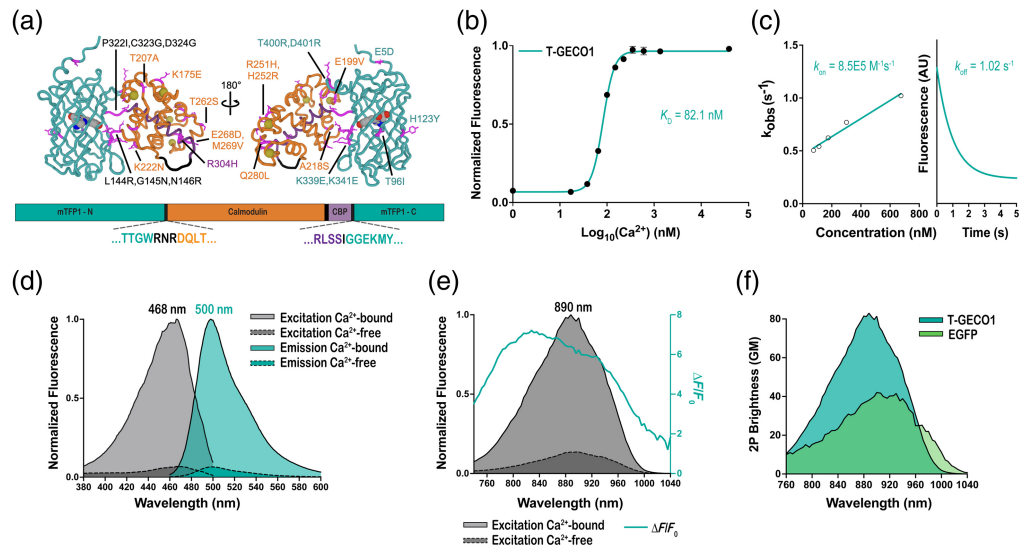 (a)
P322I,C323G,D324G
T207A
K175E
180°
T262S
E268D,
M269V
R304H
K222N
L144R,G145N,N146R
T400R,D401R
E5D
R251H,
H252R
E199V
H123Y
A218S
Q280L
K339E,K341E
T96I
mTFP1 - N
Calmodulin
CBP
mTFP1 - C
...TTGWRNRDQLT...
...RLSSIGGEKMY...
(b)
Normalized Fluorescence
1.0
0.5
0.0
T-GECO1
K_D = 82.1 nM
0 1 2 3 4 5
Log10(Ca²⁺) (nM)
(c)
k_obs (s⁻¹)
1.5
1.0
0.5
0.0
k_on = 8.5E5 M⁻¹s⁻¹
0 200 400 600 800
Concentration (nM)
Fluorescence (AU)
k_off = 1.02 s⁻¹
0 1 2 3 4 5
Time (s)
(d)
468 nm 500 nm
Excitation Ca²⁺-bound
Excitation Ca²⁺-free
Emission Ca²⁺-bound
Emission Ca²⁺-free
Normalized Fluorescence
1.0
0.5
0.0
380 400 420 440 460 480 500 520 540 560 580 600
Wavelength (nm)
(e)
890 nm
Normalized Fluorescence
1.0
0.5
0.0
8
6
4
2
0
ΔF/F₀
760 800 840 880 920 960 1000 1040
Wavelength (nm)
Excitation Ca²⁺-bound
Excitation Ca²⁺-free
ΔF/F₀
(f)
T-GECO1
EGFP
2P Brightness (GM)
80
60
40
20
0
760 800 840 880 920 960 1000 1040
Wavelength (nm)